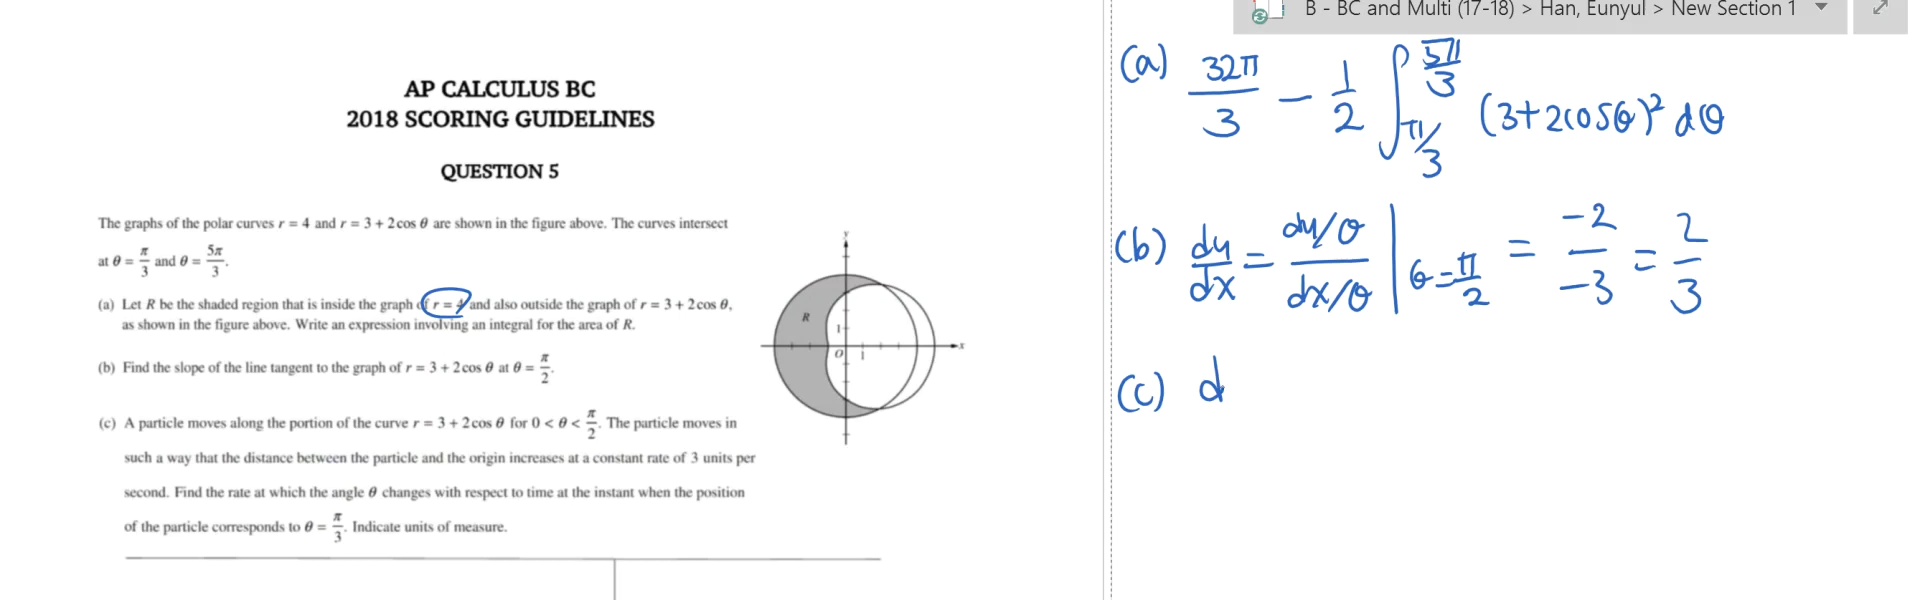 B - BC and Multi (17-18) > Han, Eunyul > New Section 1
AP CALCULUS BC
2018 SCORING GUIDELINES
QUESTION 5
The graphs of the polar curves r = 4 and r = 3 + 2cos θ are shown in the figure above. The curves intersect
at θ = π/3 and θ = 5π/3.
(a) Let R be the shaded region that is inside the graph of r = 4 and also outside the graph of r = 3 + 2cos θ,
as shown in the figure above. Write an expression involving an integral for the area of R.
(b) Find the slope of the line tangent to the graph of r = 3 + 2cos θ at θ = π/2.
(c) A particle moves along the portion of the curve r = 3 + 2cos θ for 0 < θ < π/2. The particle moves in
such a way that the distance between the particle and the origin increases at a constant rate of 3 units per
second. Find the rate at which the angle θ changes with respect to time at the instant when the position
of the particle corresponds to θ = π/3. Indicate units of measure.
y
R
1
O 1
x
(a) 32π/3 - 1/2 ∫_{π/3}^{5π/3} (3+2cosθ)² dθ
(b) dy/dx = (dy/θ)/(dx/θ) |θ=π/2 = -2/-3 = 2/3
(c) d